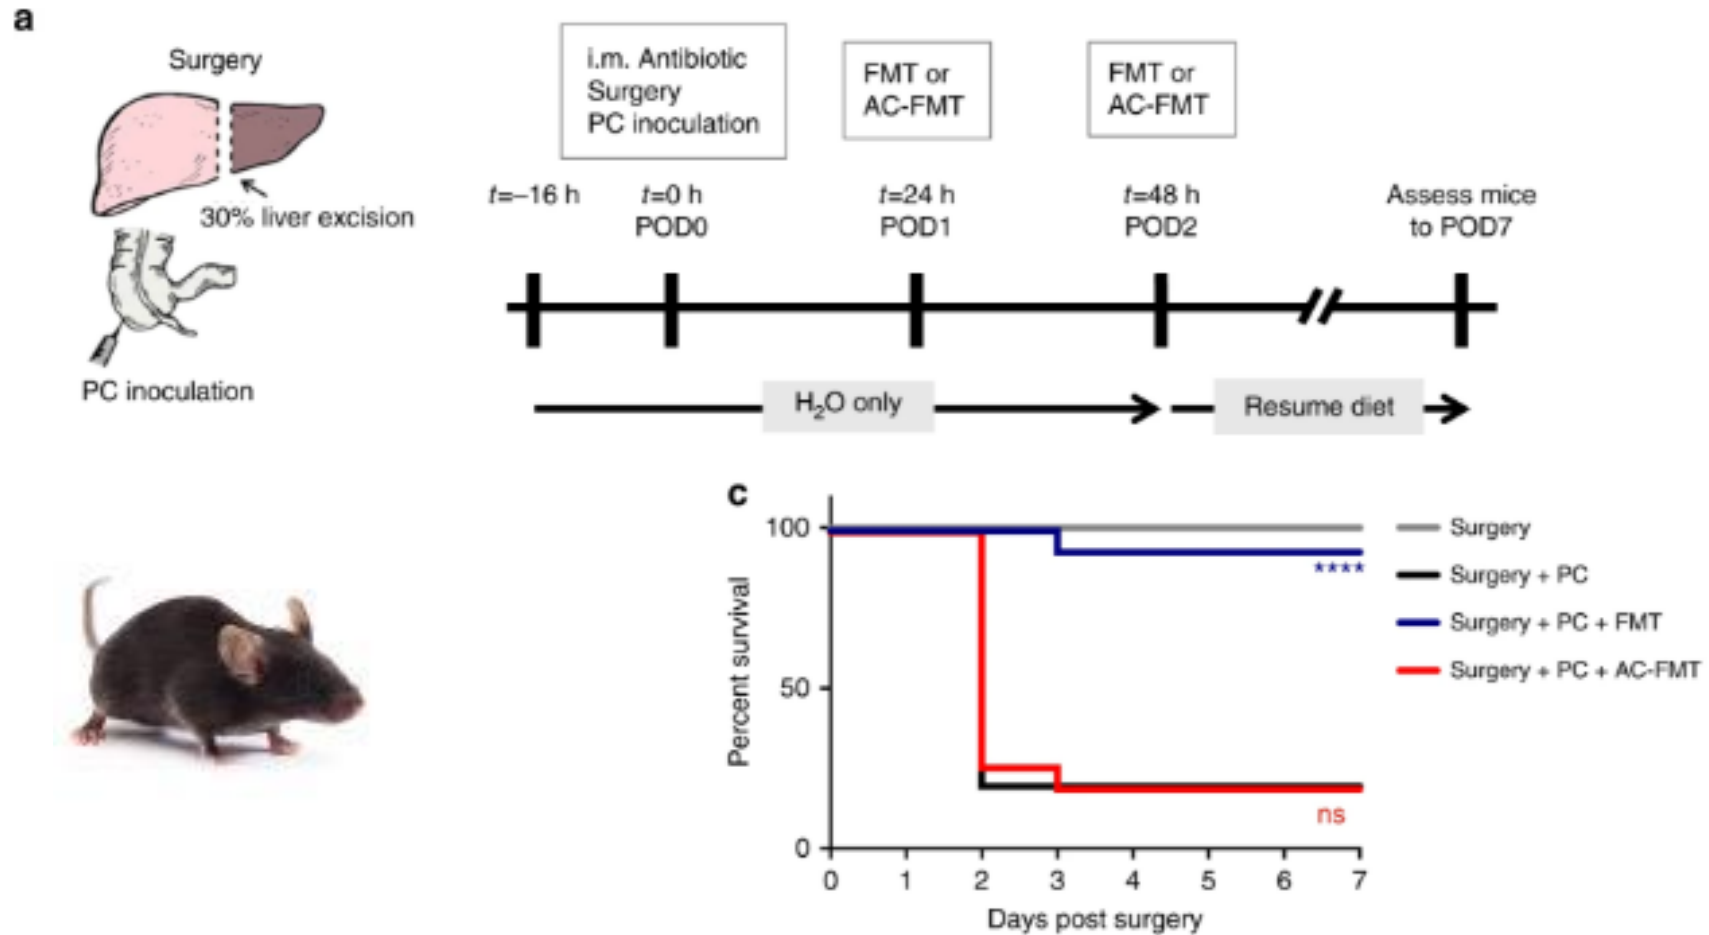 a
Surgery
30% liver excision
PC inoculation
i.m. Antibiotic
Surgery
PC inoculation
FMT or
AC-FMT
FMT or
AC-FMT
t=–16 h
t=0 h
POD0
t=24 h
POD1
t=48 h
POD2
Assess mice
to POD7
H₂O only
Resume diet
c
Percent survival
100
50
0
0 1 2 3 4 5 6 7
Days post surgery
****
ns
Surgery
Surgery + PC
Surgery + PC + FMT
Surgery + PC + AC-FMT